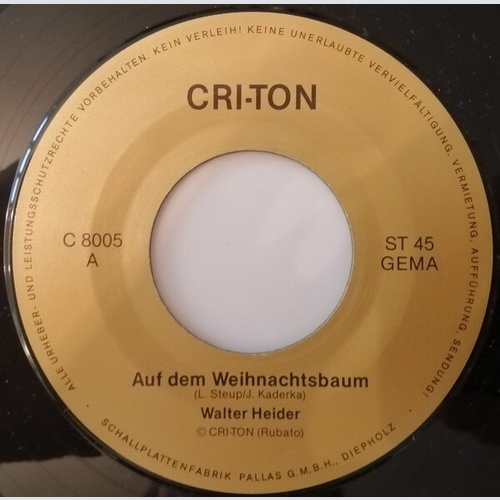 ALLE URHEBER- UND LEISTUNGSSCHUTZRECHTE VORBEHALTEN. KEIN VERLEIH! KEINE UNERLAUBTE VERVIELFÄLTIGUNG, VERMIETUNG, AUFFÜHRUNG, SENDUNG!
CRI-TON
C 8005
A
ST 45
GEMA
Auf dem Weihnachtsbaum
(L. Steup/J. Kaderka)
Walter Heider
© CRI-TON (Rubato)
SCHALLPLATTENFABRIK PALLAS G.M.B.H., DIEPHOLZ